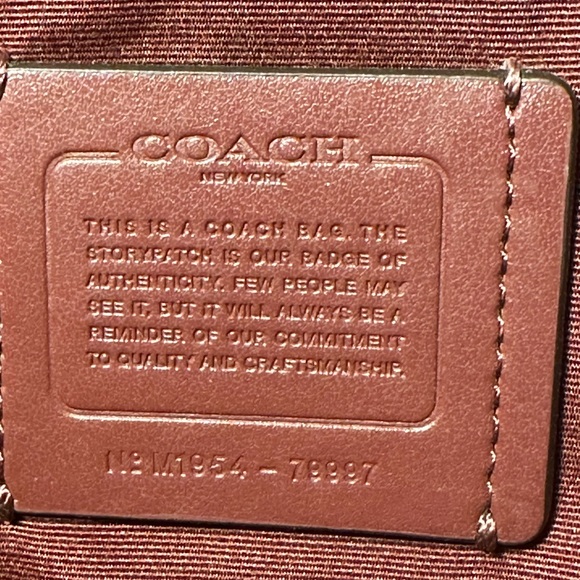 COACH
NEW YORK
THIS IS A COACH BAG. THE
STORYPATCH IS OUR BADGE OF
AUTHENTICITY. FEW PEOPLE MAY
SEE IT, BUT IT WILL ALWAYS BE A
REMINDER OF OUR COMMITMENT
TO QUALITY AND CRAFTSMANSHIP.
Nº M1954 - 79997